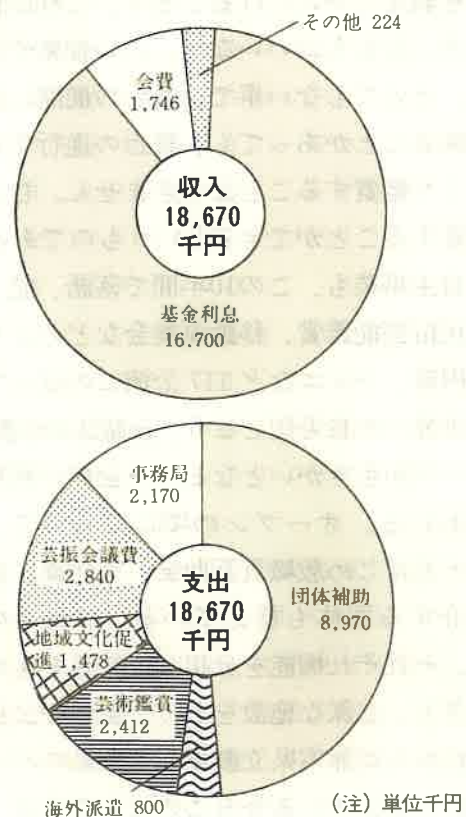 その他 224
会費
1,746
収入
18,670
千円
基金利息
16.700
事務局
2,170
芸振会議費
2,840
団体補助
8,970
支出
18,670
千円
地域文化促
進 1,478
芸術鑑賞
2,412
海外派遣 800
(注) 単位千円